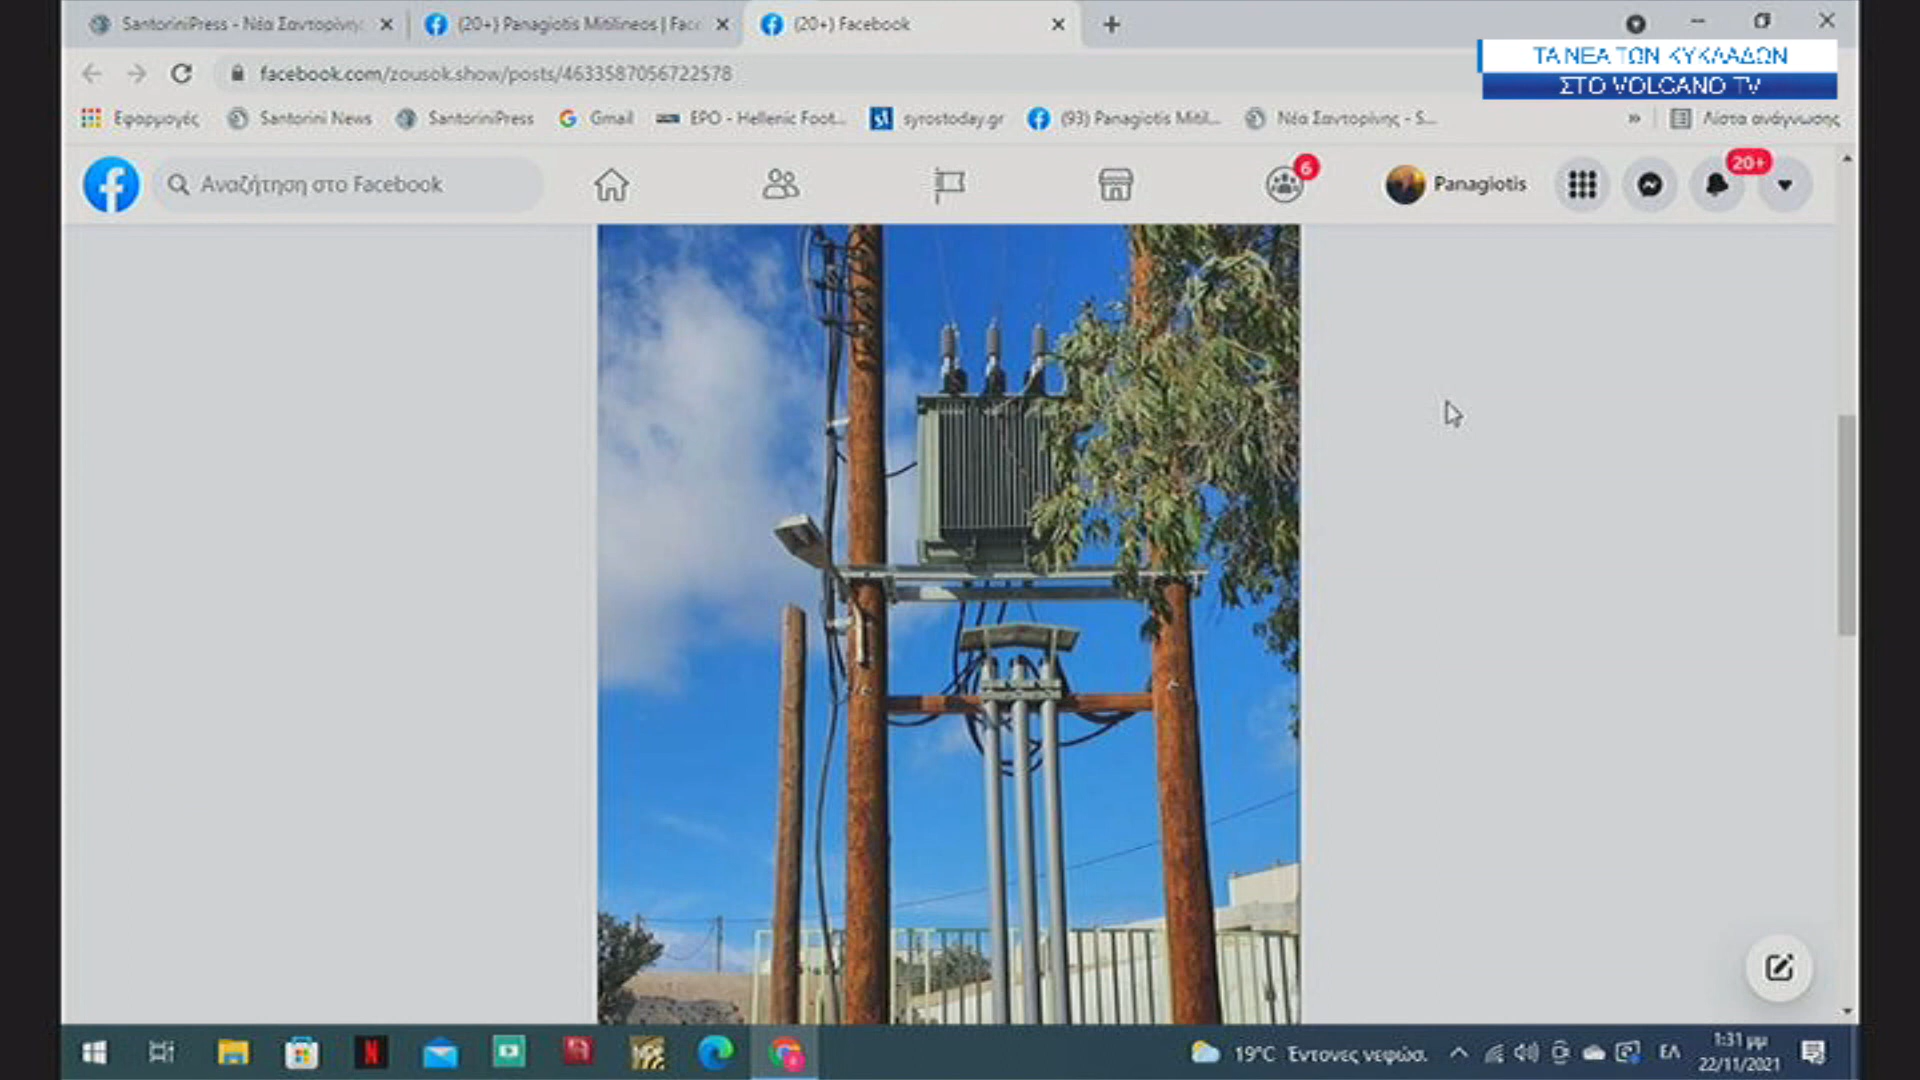 SantoriniPress - Νέα Σαντορίνης
(20+) Panagiotis Mitilineos | Face
(20+) Facebook
ΤΑ ΝΕΑ ΤΩΝ ΚΥΚΛΑΔΩΝ
ΣΤΟ VOLCANO TV
facebook.com/zousok.show/posts/4633587056722578
Εφαρμογές
Santorini News
SantoriniPress
Gmail
EPO - Hellenic Foot...
syrostoday.gr
(93) Panagiotis Mitil...
Νέα Σαντορίνης - S...
»
Λίστα ανάγνωσης
Αναζήτηση στο Facebook
6
Panagiotis
20+
19°C Έντονες νεφώσ.
ΕΛ
1:31 μμ
22/11/2021